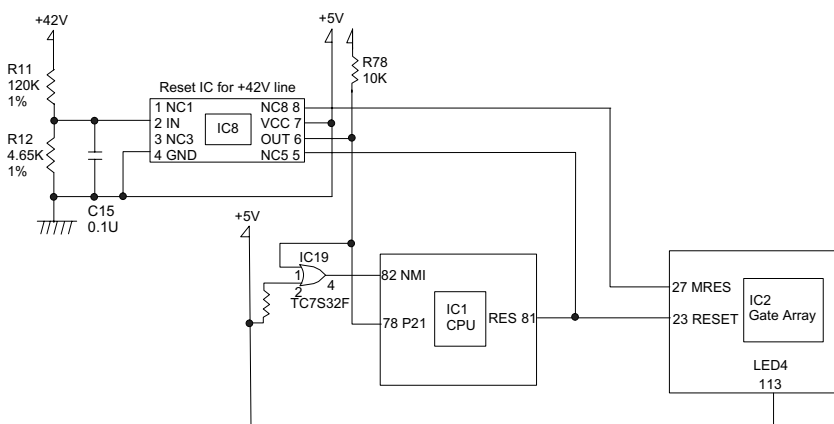 +42V
+5V
R11
120K
1%
R78
10K
Reset IC for +42V line
1 NC1
NC8 8
2 IN
IC8
VCC 7
3 NC3
OUT 6
4 GND
NC5 5
R12
4.65K
1%
C15
0.1U
+5V
IC19
1
2
4
TC7S32F
82 NMI
IC1
CPU
78 P21
RES 81
27 MRES
IC2
Gate Array
23 RESET
LED4
113